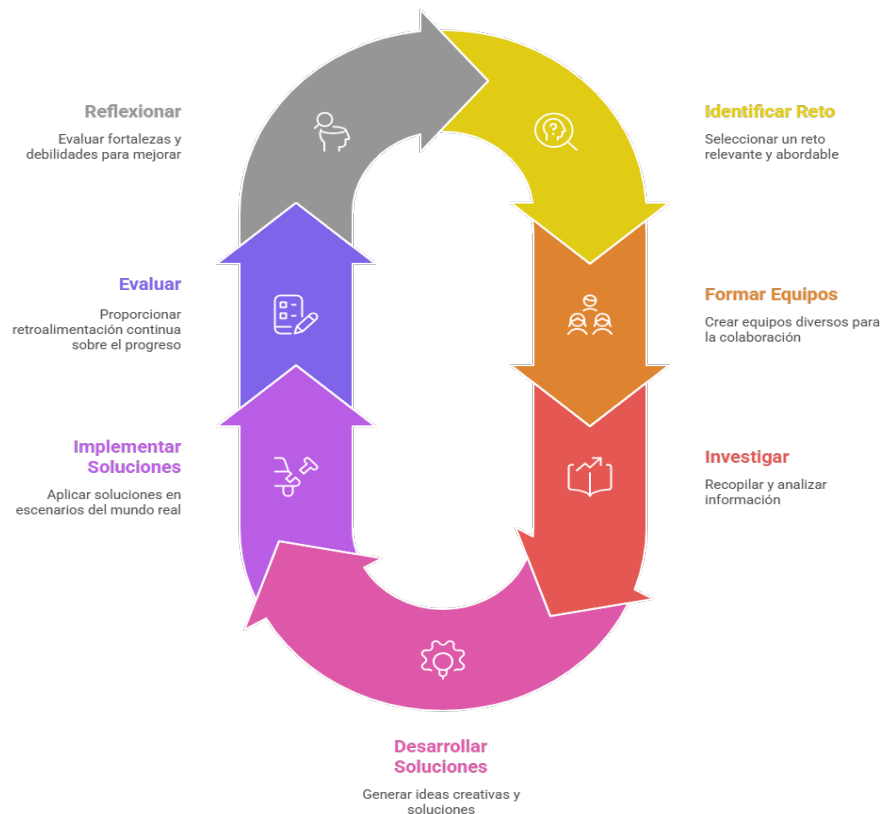 Reflexionar
Evaluar fortalezas y
debilidades para mejorar
Identificar Reto
Seleccionar un reto
relevante y abordable
Evaluar
Proporcionar
retroalimentación continua
sobre el progreso
Formar Equipos
Crear equipos diversos para
la colaboración
Implementar
Soluciones
Aplicar soluciones en
escenarios del mundo real
Investigar
Recopilar y analizar
información
Desarrollar
Soluciones
Generar ideas creativas y
soluciones
?